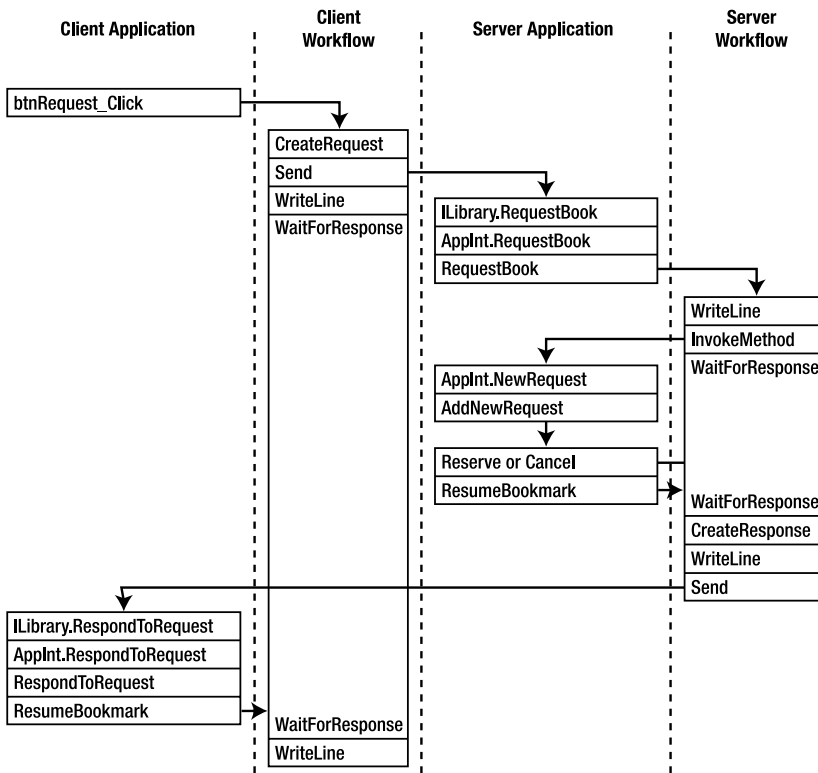 Client Application
Client
Workflow
Server Application
Server
Workflow
btnRequest_Click
CreateRequest
Send
WriteLine
WaitForResponse
ILibrary.RequestBook
AppInt.RequestBook
RequestBook
WriteLine
InvokeMethod
WaitForResponse
AppInt.NewRequest
AddNewRequest
Reserve or Cancel
ResumeBookmark
WaitForResponse
CreateResponse
WriteLine
Send
ILibrary.RespondToRequest
AppInt.RespondToRequest
RespondToRequest
ResumeBookmark
WaitForResponse
WriteLine